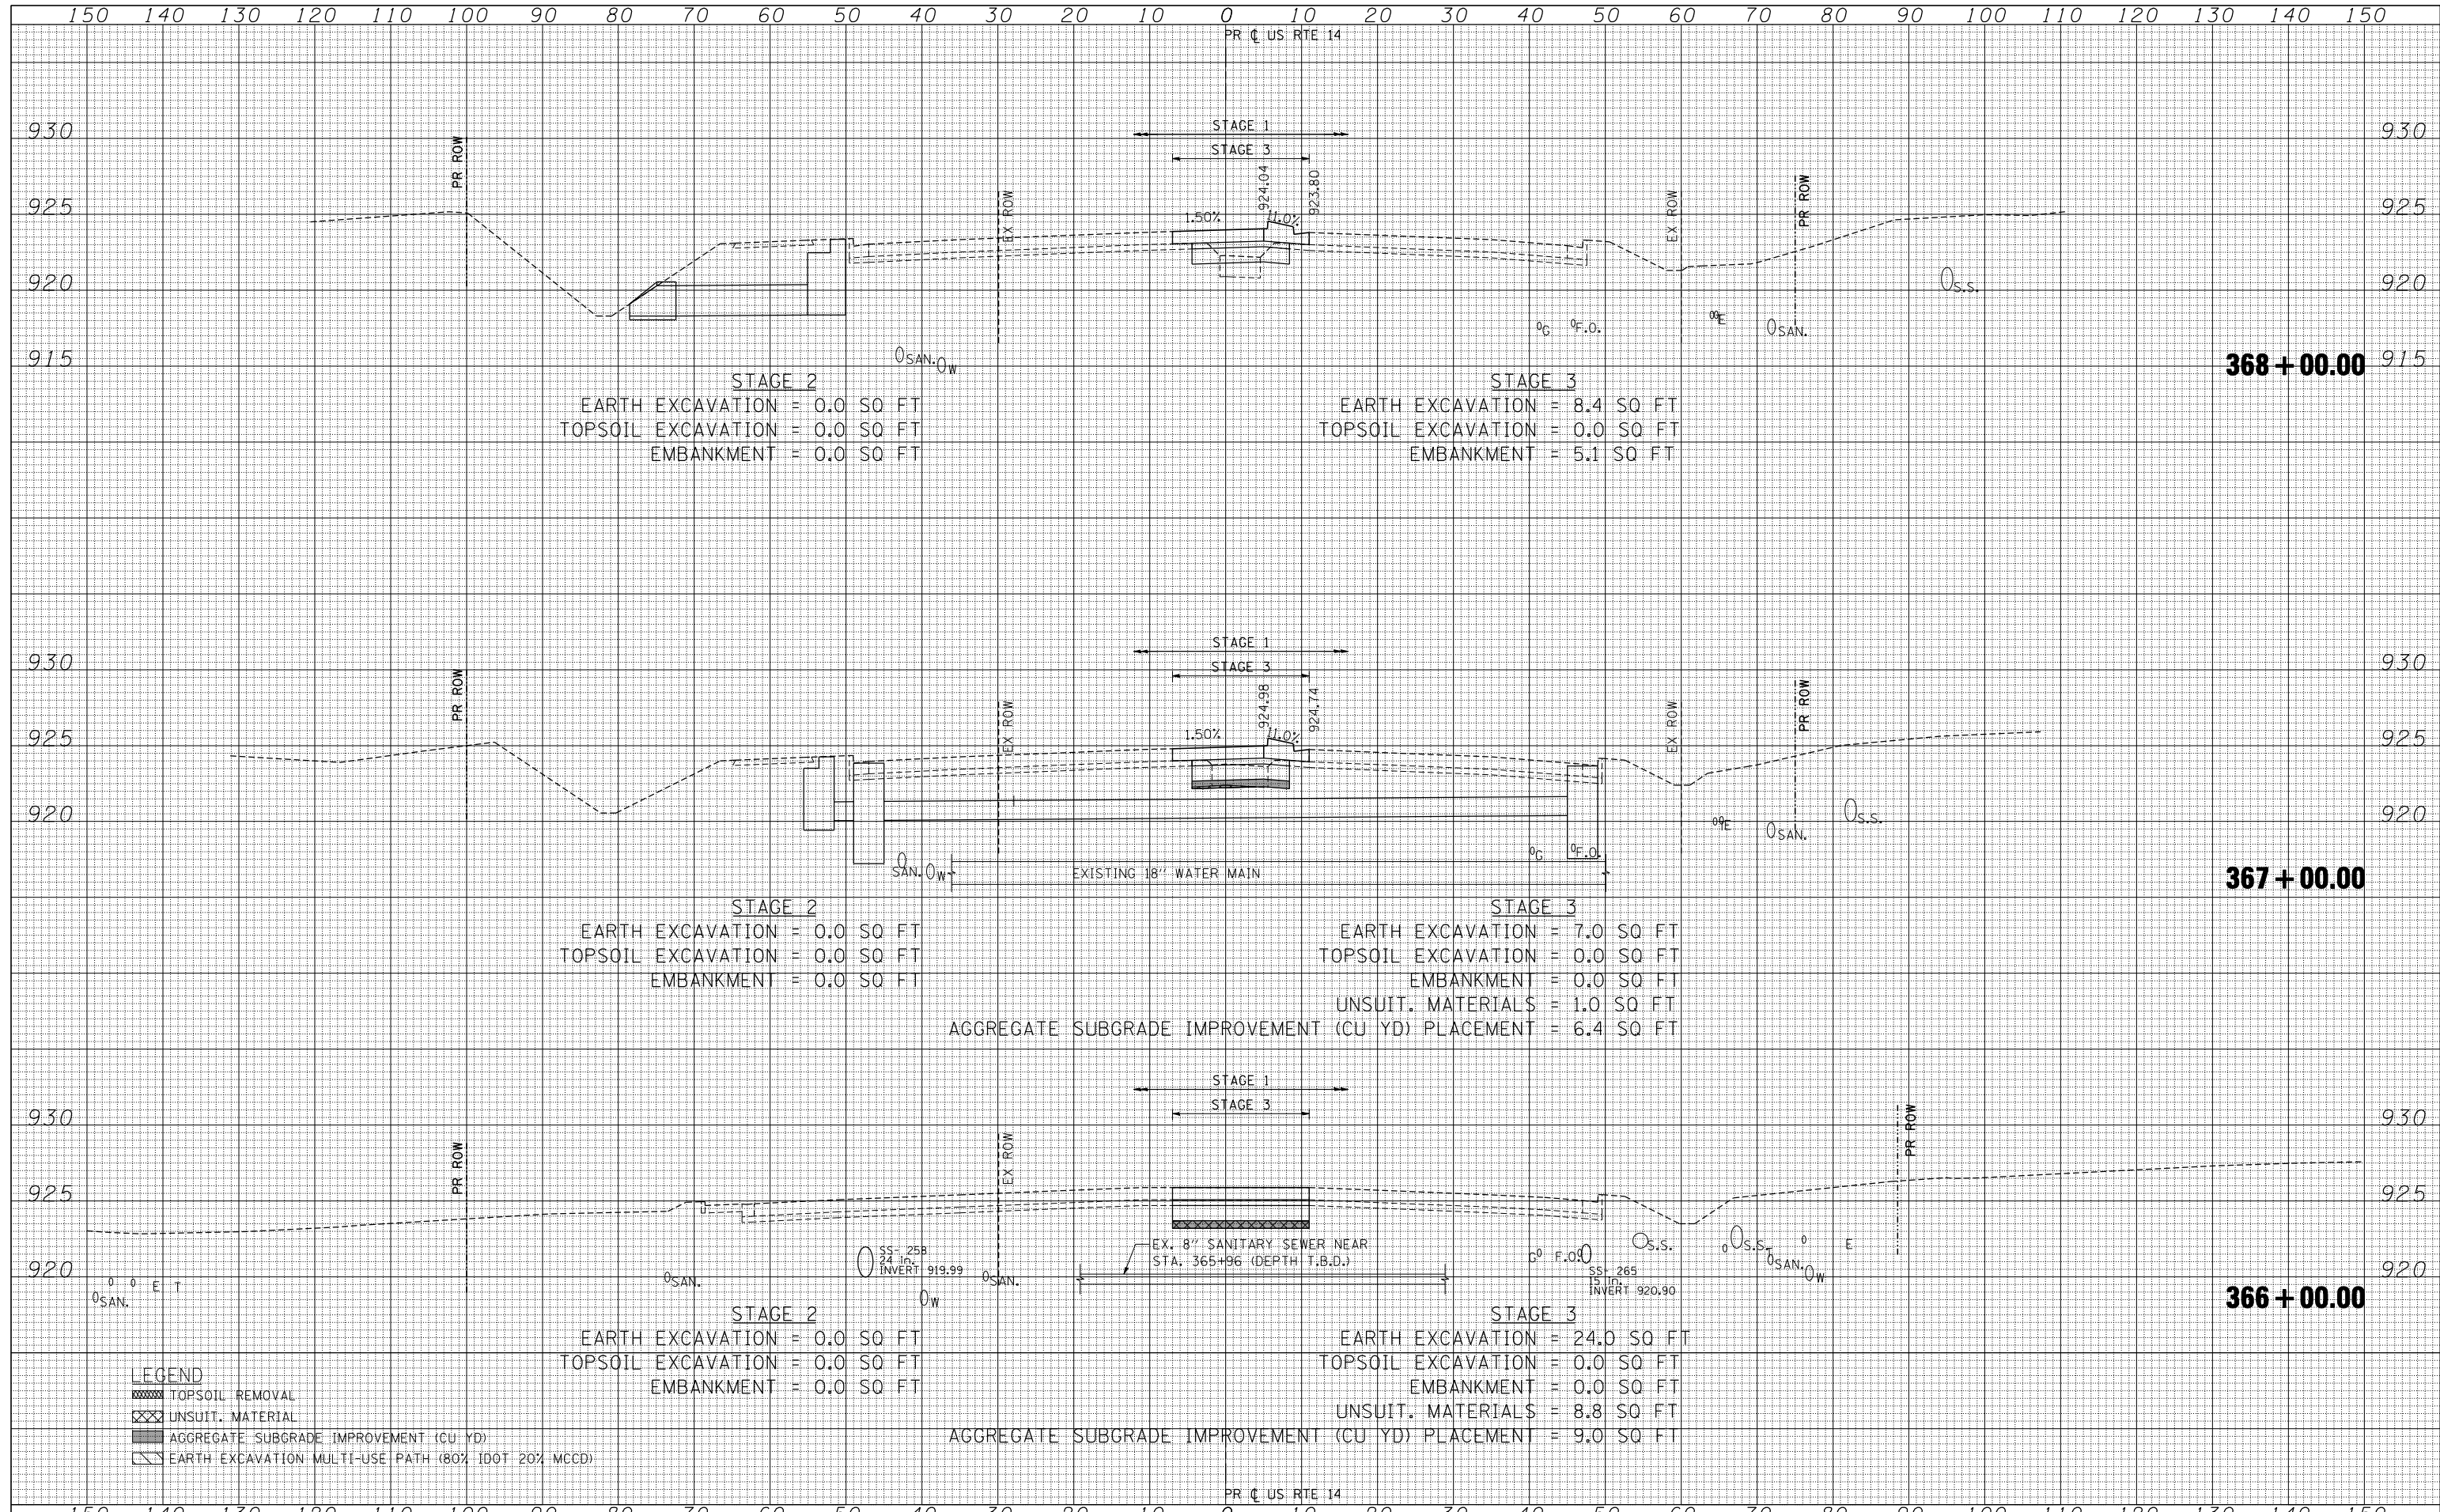 150 140 130 120 110 100 90 80 70 60 50 40 30 20 10 0 10 20 30 40 50 60 70 80 90 100 110 120 130 140 150
PR ℄ US RTE 14
930 930
STAGE 1
PR ROW
STAGE 3
924.04
923.80
925 925
1.50%
11.0%
EX ROW
EX ROW
PR ROW
920 920
S.S.
G
F.O.
E
SAN.
915 915
SAN.
W
368+00.00
STAGE 2
EARTH EXCAVATION = 0.0 SQ FT
TOPSOIL EXCAVATION = 0.0 SQ FT
EMBANKMENT = 0.0 SQ FT
STAGE 3
EARTH EXCAVATION = 8.4 SQ FT
TOPSOIL EXCAVATION = 0.0 SQ FT
EMBANKMENT = 5.1 SQ FT
STAGE 1
930 930
STAGE 3
PR ROW
924.98
924.74
925 925
1.50%
11.0%
EX ROW
EX ROW
PR ROW
920 920
E
SAN.
S.S.
G
F.O.
SAN.
W
EXISTING 18" WATER MAIN
367+00.00
STAGE 2
EARTH EXCAVATION = 0.0 SQ FT
TOPSOIL EXCAVATION = 0.0 SQ FT
EMBANKMENT = 0.0 SQ FT
STAGE 3
EARTH EXCAVATION = 7.0 SQ FT
TOPSOIL EXCAVATION = 0.0 SQ FT
EMBANKMENT = 0.0 SQ FT
UNSUIT. MATERIALS = 1.0 SQ FT
AGGREGATE SUBGRADE IMPROVEMENT (CU YD) PLACEMENT = 6.4 SQ FT
STAGE 1
STAGE 3
930 930
PR ROW
EX ROW
PR ROW
925 925
EX. 8" SANITARY SEWER NEAR
STA. 365+96 (DEPTH T.B.D.)
SS- 258
24 In.
INVERT 919.99
G F.O.
S.S.
S.S.
T
E
SAN.
W
SS- 265
15 In.
INVERT 920.90
920 920
E T
SAN.
SAN.
SAN.
W
366+00.00
STAGE 2
EARTH EXCAVATION = 0.0 SQ FT
TOPSOIL EXCAVATION = 0.0 SQ FT
EMBANKMENT = 0.0 SQ FT
STAGE 3
EARTH EXCAVATION = 24.0 SQ FT
TOPSOIL EXCAVATION = 0.0 SQ FT
EMBANKMENT = 0.0 SQ FT
UNSUIT. MATERIALS = 8.8 SQ FT
AGGREGATE SUBGRADE IMPROVEMENT (CU YD) PLACEMENT = 9.0 SQ FT
LEGEND
TOPSOIL REMOVAL
UNSUIT. MATERIAL
AGGREGATE SUBGRADE IMPROVEMENT (CU YD)
EARTH EXCAVATION MULTI-USE PATH (80% IDOT 20% MCCD)
PR ℄ US RTE 14
150 140 130 120 110 100 90 80 70 60 50 40 30 20 10 0 10 20 30 40 50 60 70 80 90 100 110 120 130 140 150